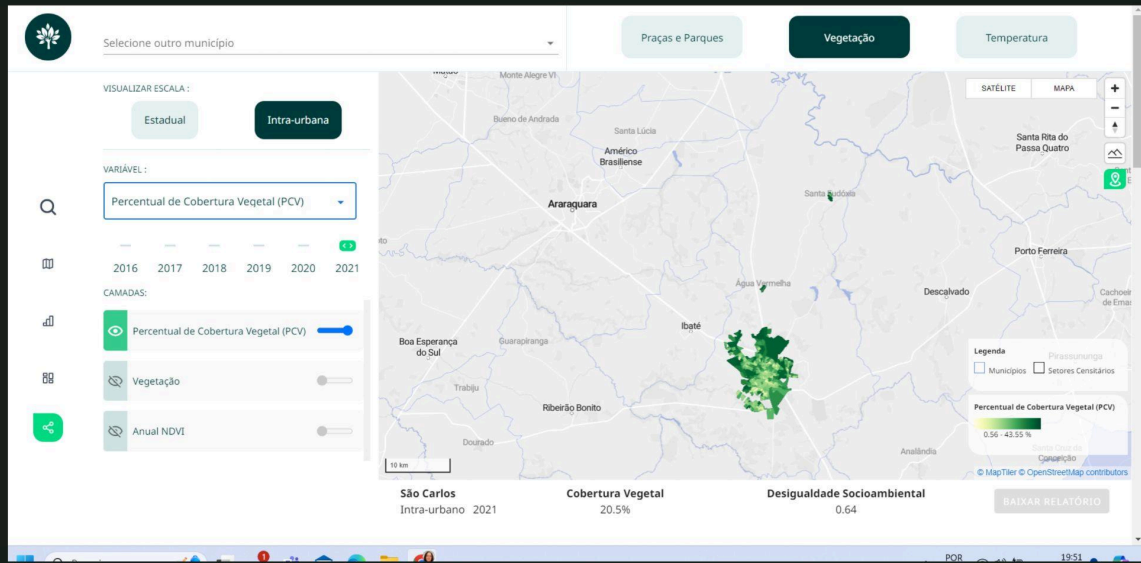 Selecione outro município
Praças e Parques
Vegetação
Temperatura
VISUALIZAR ESCALA :
Estadual
Intra-urbana
VARIÁVEL :
Percentual de Cobertura Vegetal (PCV)
2016 2017 2018 2019 2020 2021
CAMADAS:
Percentual de Cobertura Vegetal (PCV)
Vegetação
Anual NDVI
Monte Alegre VI
Bueno de Andrada
Santa Lúcia
Américo
Brasiliense
Araraquara
Santa Eudóxia
Água Vermelha
Ibaté
Boa Esperança
do Sul
Guarapiranga
Trabiju
Ribeirão Bonito
Dourado
10 km
SATÉLITE MAPA
Santa Rita do
Passa Quatro
Porto Ferreira
Descalvado
Analândia
Legenda
Pirassununga
Municípios Setores Censitários
Percentual de Cobertura Vegetal (PCV)
0.56 - 43.55 %
Conceição
© MapTiler © OpenStreetMap contributors
São Carlos
Intra-urbano 2021
Cobertura Vegetal
20.5%
Desigualdade Socioambiental
0.64
BAIXAR RELATÓRIO
1
POR
19:51